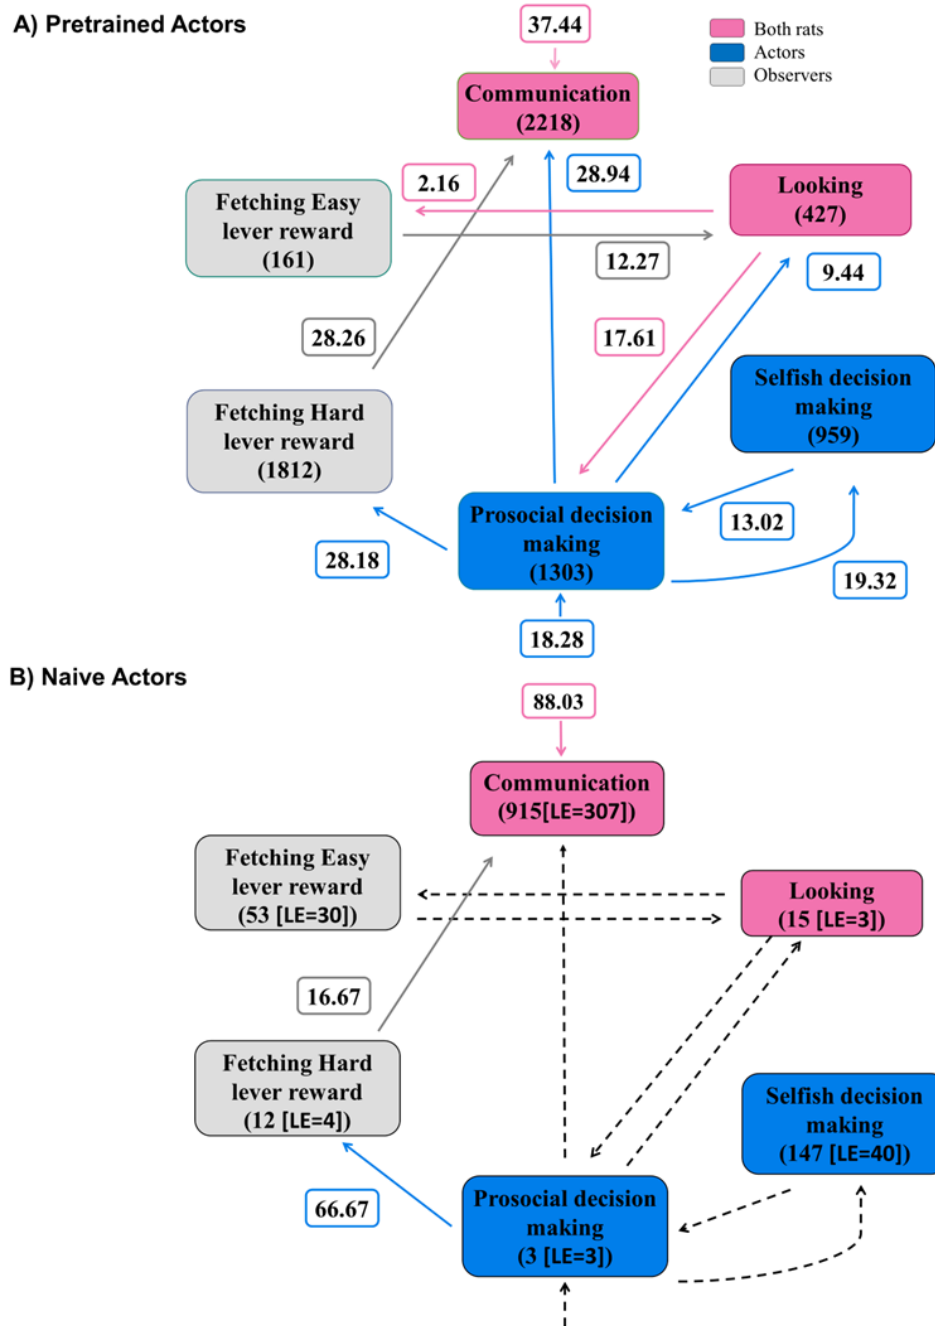 A) Pretrained Actors
37.44
Both rats
Actors
Observers
Communication
(2218)
2.16
28.94
Looking
(427)
Fetching Easy
lever reward
(161)
12.27
9.44
28.26
17.61
Selfish decision
making
(959)
Fetching Hard
lever reward
(1812)
Prosocial decision
making
(1303)
13.02
28.18
19.32
18.28
B) Naive Actors
88.03
Communication
(915[LE=307])
Fetching Easy
lever reward
(53 [LE=30])
Looking
(15 [LE=3])
16.67
Fetching Hard
lever reward
(12 [LE=4])
Selfish decision
making
(147 [LE=40])
66.67
Prosocial decision
making
(3 [LE=3])